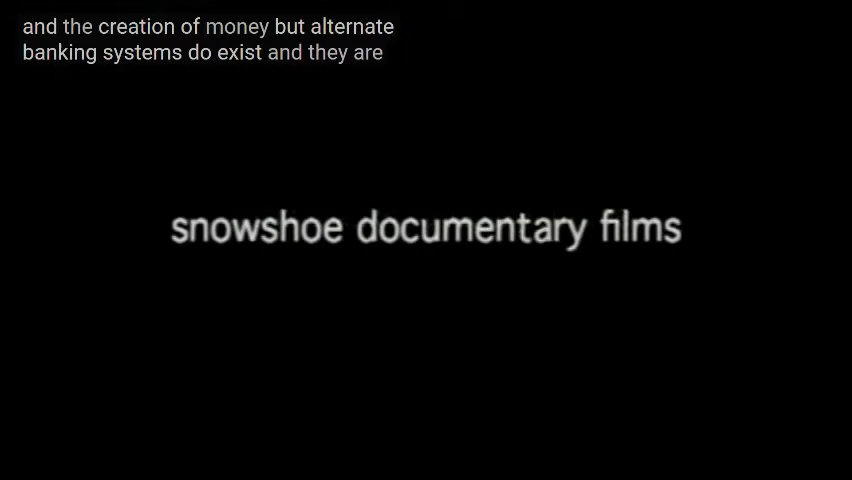 and the creation of money but alternate
banking systems do exist and they are
snowshoe documentary films